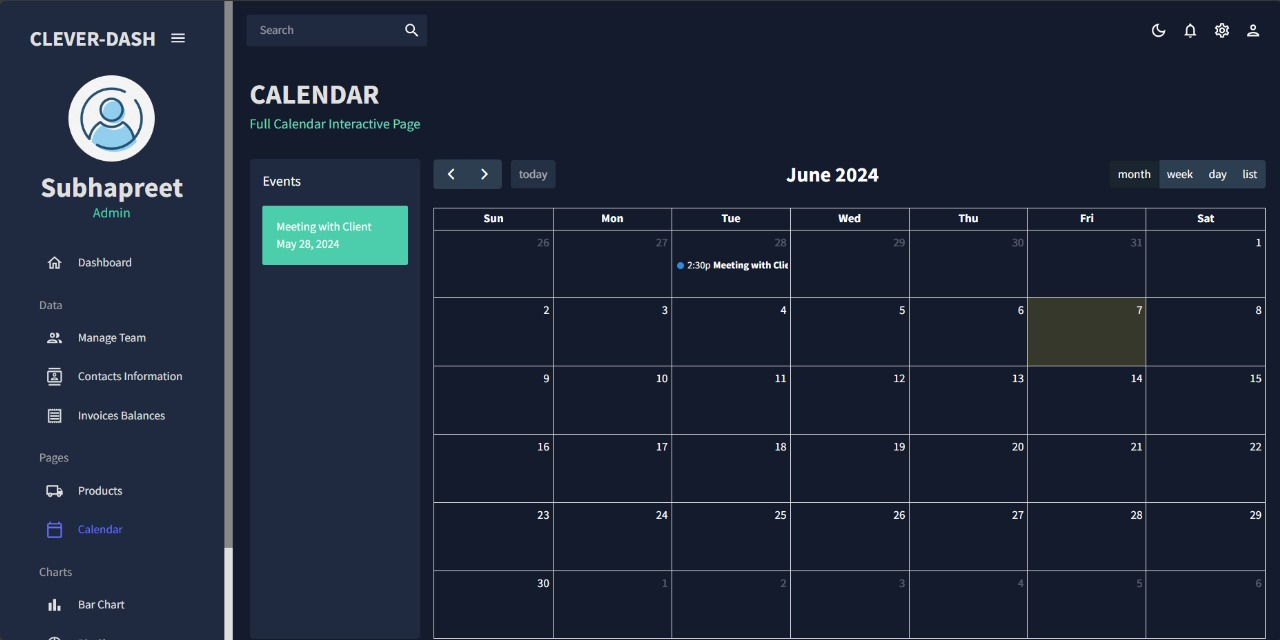 CLEVER-DASH
Subhapreet
Admin
Dashboard
Data
Manage Team
Contacts Information
Invoices Balances
Pages
Products
Calendar
Charts
Bar Chart
Search
CALENDAR
Full Calendar Interactive Page
Events
Meeting with Client
May 28, 2024
today
June 2024
month week day list
Sun Mon Tue Wed Thu Fri Sat
26 27 28 29 30 31 1
2:30p Meeting with Clie
2 3 4 5 6 7 8
9 10 11 12 13 14 15
16 17 18 19 20 21 22
23 24 25 26 27 28 29
30 1 2 3 4 5 6